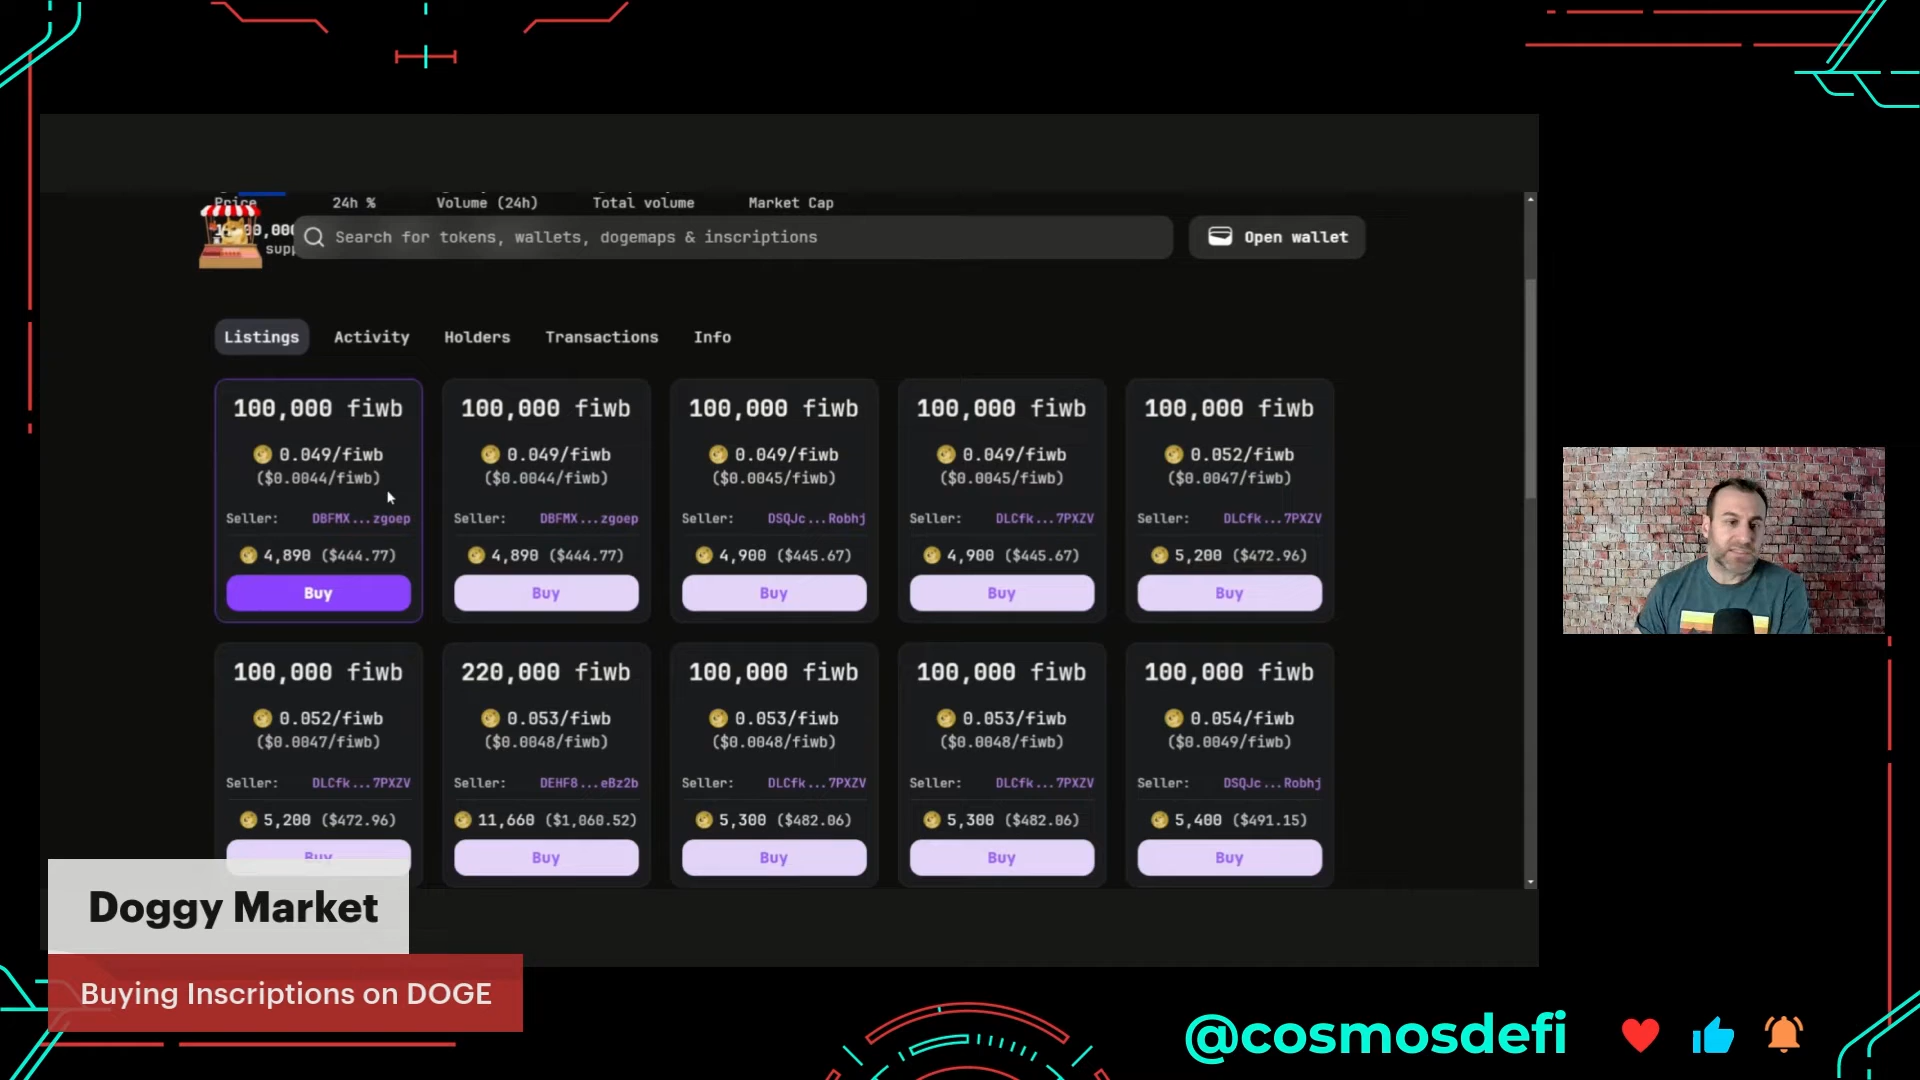 Price 24h % Volume (24h) Total volume Market Cap
Search for tokens, wallets, dogemaps & inscriptions
Open wallet
Listings Activity Holders Transactions Info
100,000 fiwb
0.049/fiwb
($0.0044/fiwb)
Seller: DBFMX...zgoep
4,890 ($444.77)
Buy
100,000 fiwb
0.049/fiwb
($0.0044/fiwb)
Seller: DBFMX...zgoep
4,890 ($444.77)
Buy
100,000 fiwb
0.049/fiwb
($0.0045/fiwb)
Seller: DSQJc...Robhj
4,900 ($445.67)
Buy
100,000 fiwb
0.049/fiwb
($0.0045/fiwb)
Seller: DLCfk...7PXZV
4,900 ($445.67)
Buy
100,000 fiwb
0.052/fiwb
($0.0047/fiwb)
Seller: DLCfk...7PXZV
5,200 ($472.96)
Buy
100,000 fiwb
0.052/fiwb
($0.0047/fiwb)
Seller: DLCfk...7PXZV
5,200 ($472.96)
Buy
220,000 fiwb
0.053/fiwb
($0.0048/fiwb)
Seller: DEHF8...eBz2b
11,660 ($1,060.52)
Buy
100,000 fiwb
0.053/fiwb
($0.0048/fiwb)
Seller: DLCfk...7PXZV
5,300 ($482.06)
Buy
100,000 fiwb
0.053/fiwb
($0.0048/fiwb)
Seller: DLCfk...7PXZV
5,300 ($482.06)
Buy
100,000 fiwb
0.054/fiwb
($0.0049/fiwb)
Seller: DSQJc...Robhj
5,400 ($491.15)
Buy
Doggy Market
Buying Inscriptions on DOGE
@cosmosdefi